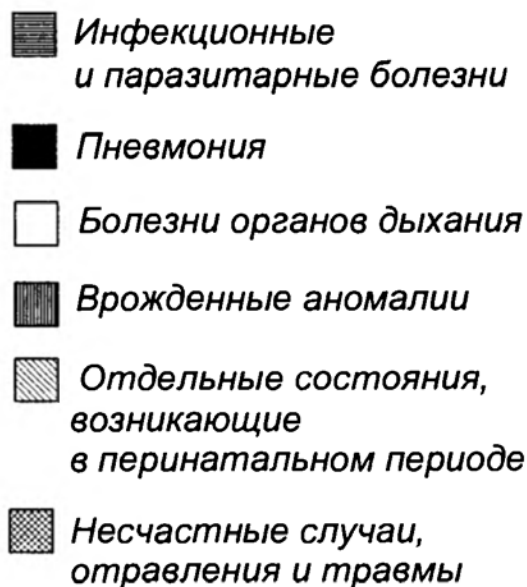 Инфекционные
и паразитарные болезни
Пневмония
Болезни органов дыхания
Врожденные аномалии
Отдельные состояния,
возникающие
в перинатальном периоде
Несчастные случаи,
отравления и травмы